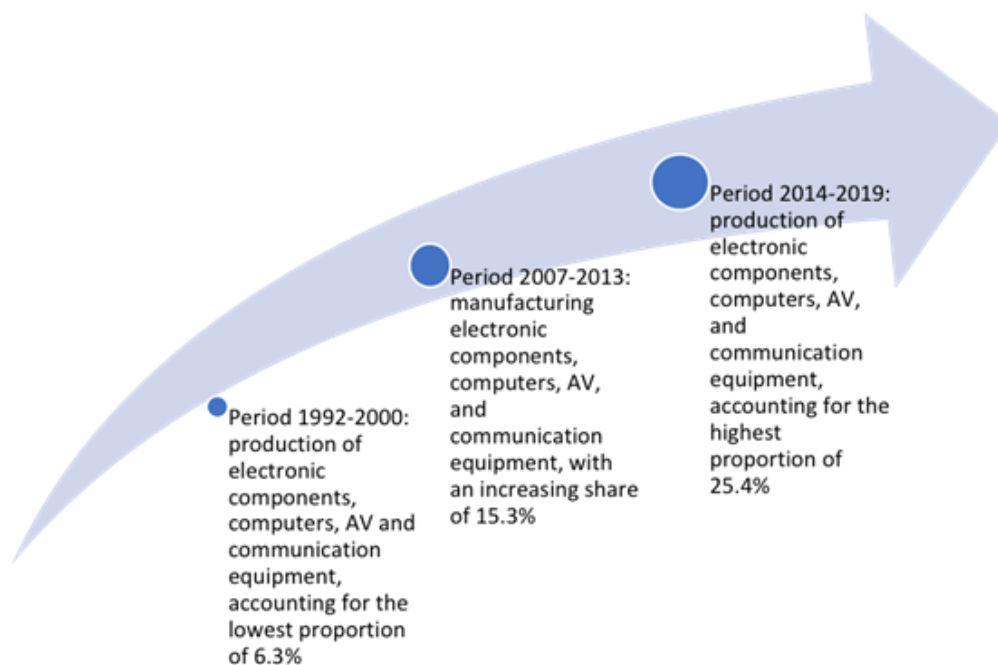 Period 1992-2000:
production of
electronic
components,
computers, AV and
communication
equipment,
accounting for the
lowest proportion
of 6.3%
Period 2007-2013:
manufacturing
electronic
components,
computers, AV,
and
communication
equipment, with
an increasing share
of 15.3%
Period 2014-2019:
production of
electronic
components,
computers, AV,
and
communication
equipment,
accounting for the
highest
proportion of
25.4%